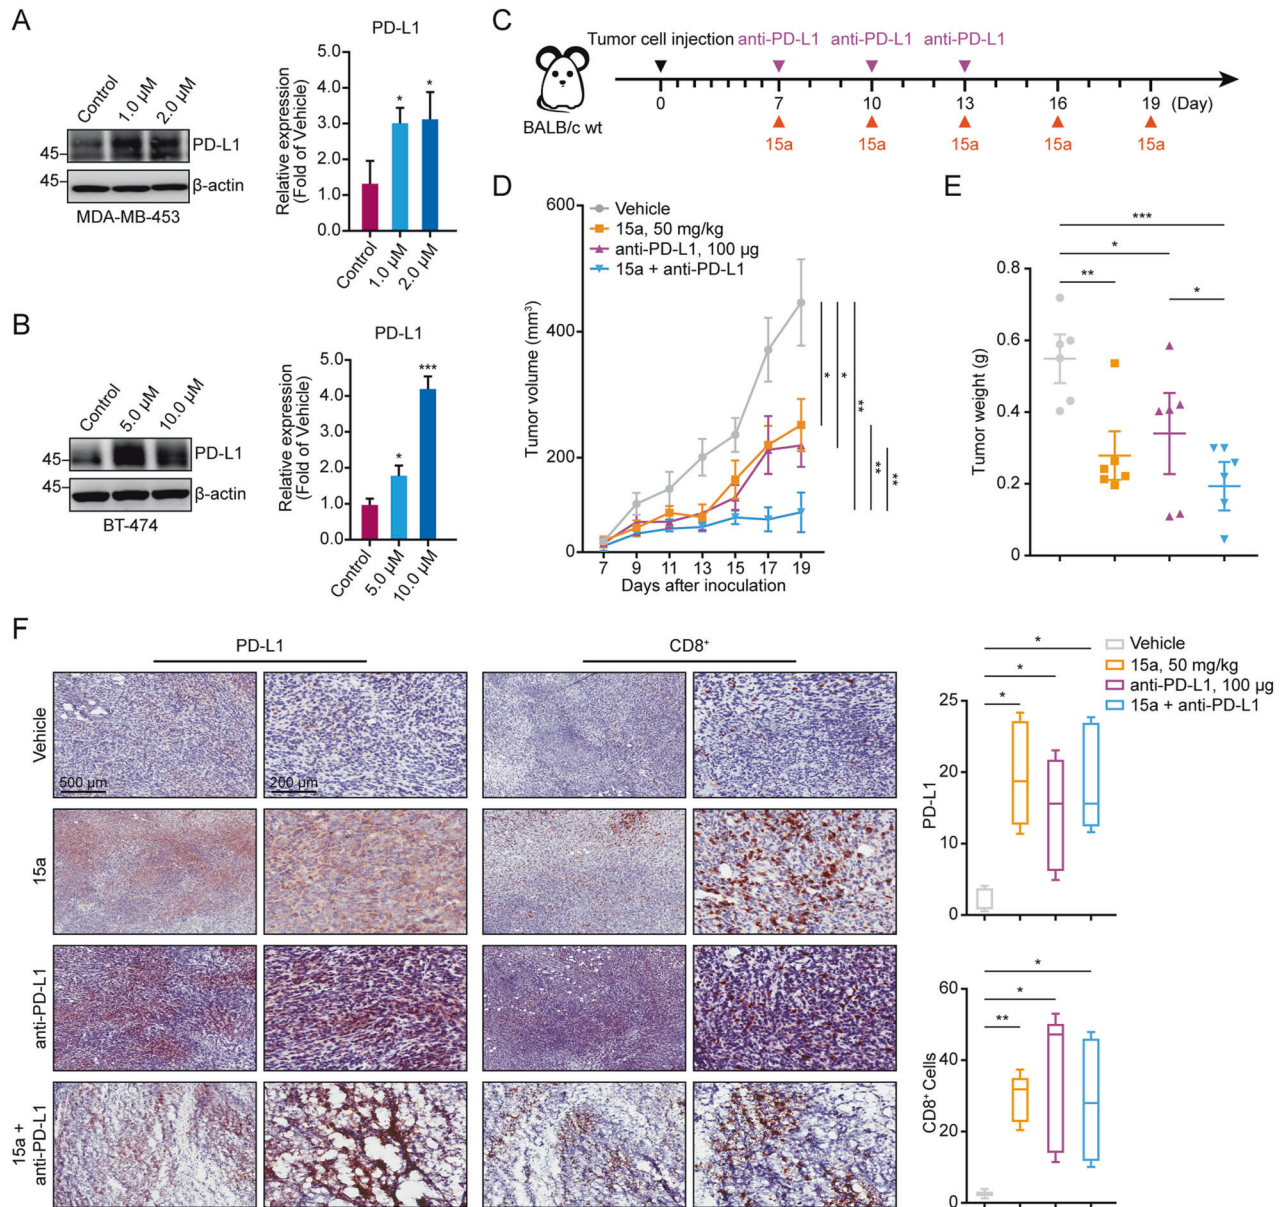 A
Control
1.0 µM
2.0 µM
45
PD-L1
45
β-actin
MDA-MB-453
PD-L1
Relative expression
(Fold of Vehicle)
5.0
4.0
3.0
2.0
1.0
0.0
*
*
Control
1.0 µM
2.0 µM
B
Control
5.0 µM
10.0 µM
45
PD-L1
45
β-actin
BT-474
PD-L1
Relative expression
(Fold of Vehicle)
5.0
4.0
3.0
2.0
1.0
0.0
*
***
Control
5.0 µM
10.0 µM
C
BALB/c wt
Tumor cell injection anti-PD-L1 anti-PD-L1 anti-PD-L1
0 7 10 13 16 19 (Day)
15a 15a 15a 15a 15a
D
Vehicle
15a, 50 mg/kg
anti-PD-L1, 100 µg
15a + anti-PD-L1
Tumor volume (mm³)
600
400
200
0
7 9 11 13 15 17 19
Days after inoculation
*
*
**
**
**
E
Tumor weight (g)
0.8
0.6
0.4
0.2
0
***
*
**
*
F
PD-L1
CD8⁺
Vehicle
500 µm
200 µm
15a
anti-PD-L1
15a +
anti-PD-L1
Vehicle
15a, 50 mg/kg
anti-PD-L1, 100 µg
15a + anti-PD-L1
PD-L1
25
20
10
0
*
*
*
CD8⁺ Cells
60
40
20
0
*
*
**